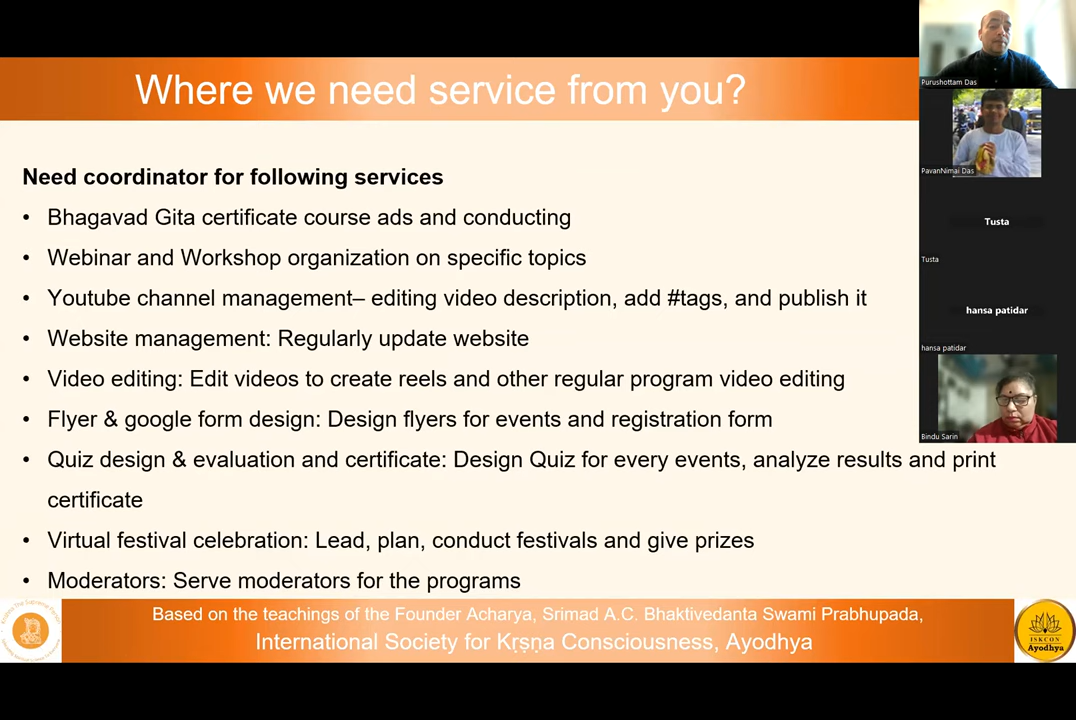 Where we need service from you?
Need coordinator for following services
• Bhagavad Gita certificate course ads and conducting
• Webinar and Workshop organization on specific topics
• Youtube channel management– editing video description, add #tags, and publish it
• Website management: Regularly update website
• Video editing: Edit videos to create reels and other regular program video editing
• Flyer & google form design: Design flyers for events and registration form
• Quiz design & evaluation and certificate: Design Quiz for every events, analyze results and print
certificate
• Virtual festival celebration: Lead, plan, conduct festivals and give prizes
• Moderators: Serve moderators for the programs
Based on the teachings of the Founder Acharya, Srimad A.C. Bhaktivedanta Swami Prabhupada,
International Society for Kṛṣṇa Consciousness, Ayodhya
ISKCON
Ayodhya
Purushottam Das
PavanNimai Das
Tusta
Tusta
hansa patidar
hansa patidar
Bindu Sarin